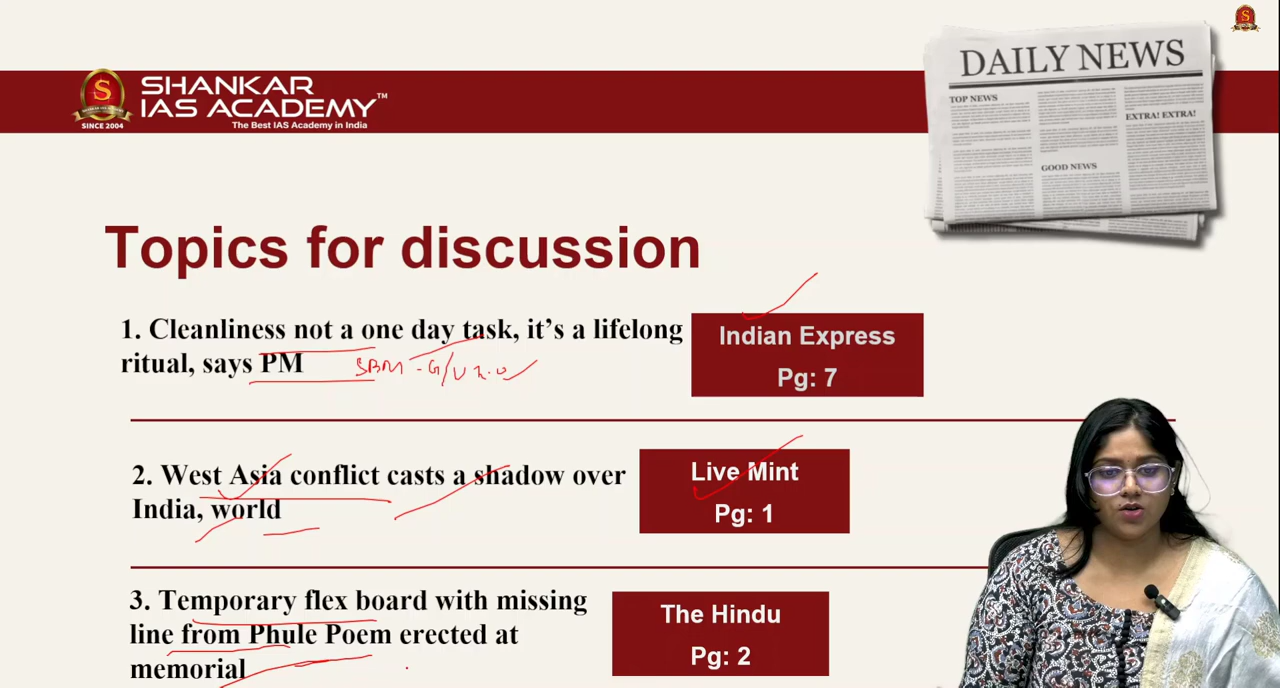 SHANKAR
IAS ACADEMY™
The Best IAS Academy in India
SINCE 2004
DAILY NEWS
TOP NEWS
EXTRA! EXTRA!
GOOD NEWS
Topics for discussion
1. Cleanliness not a one day task, it’s a lifelong
ritual, says PM
SBM - G/U 2.0
Indian Express
Pg: 7
2. West Asia conflict casts a shadow over
India, world
Live Mint
Pg: 1
3. Temporary flex board with missing
line from Phule Poem erected at
memorial
The Hindu
Pg: 2